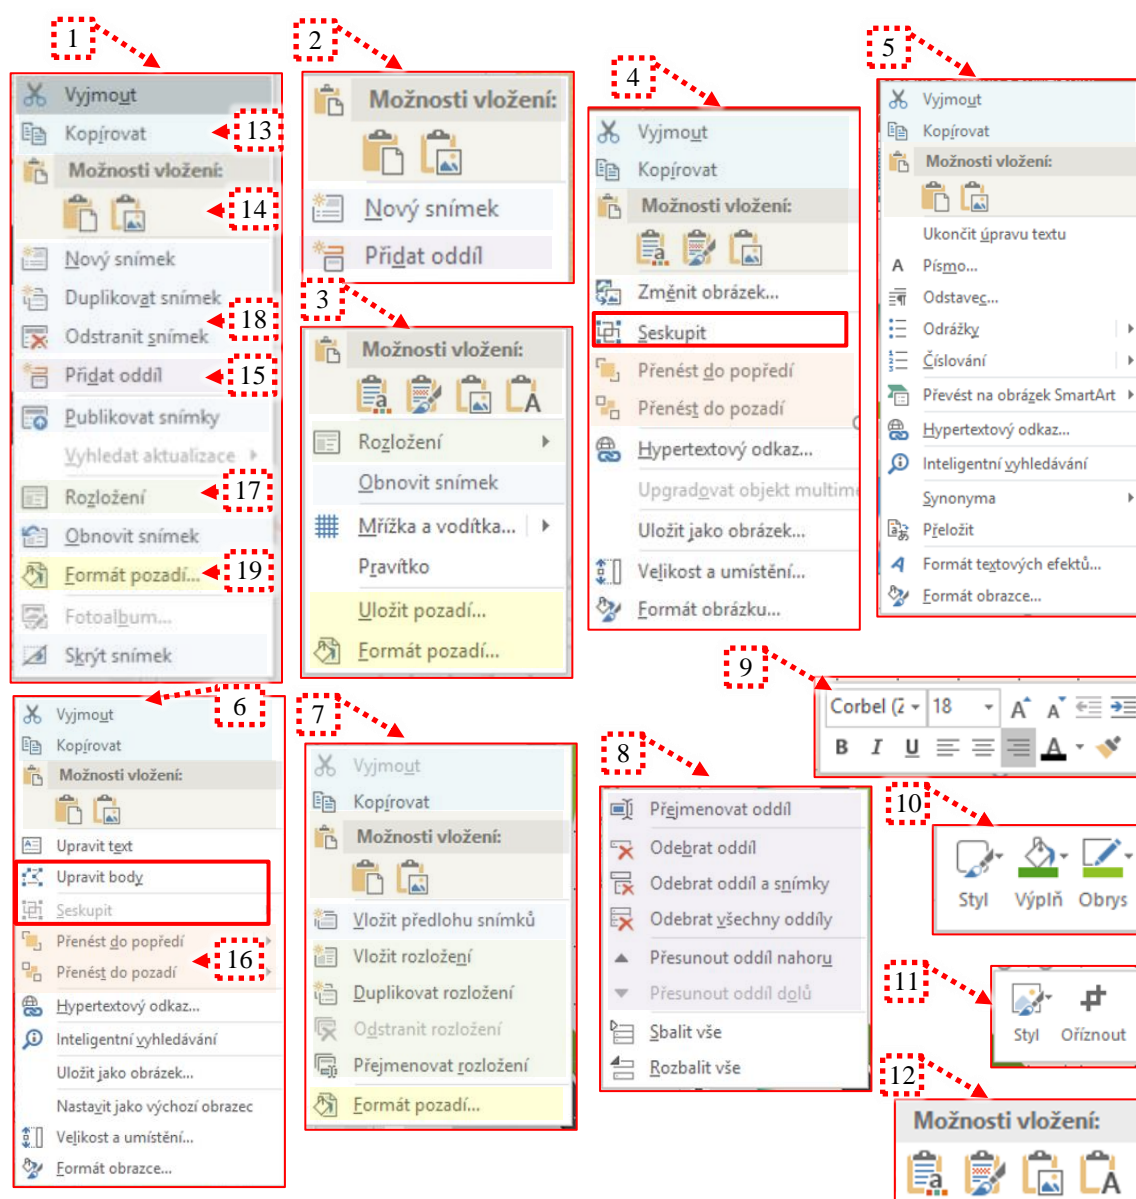 1
Vyjmout
Kopírovat
13
Možnosti vložení:
14
Nový snímek
Duplikovat snímek
18
Odstranit snímek
Přidat oddíl
15
Publikovat snímky
Vyhledat aktualizace
Rozložení
17
Obnovit snímek
Formát pozadí...
19
Fotoalbum...
Skrýt snímek
2
Možnosti vložení:
Nový snímek
Přidat oddíl
3
Možnosti vložení:
Rozložení
Obnovit snímek
Mřížka a vodítka...
Pravítko
Uložit pozadí...
Formát pozadí...
4
Vyjmout
Kopírovat
Možnosti vložení:
Změnit obrázek...
Seskupit
Přenést do popředí
Přenést do pozadí
Hypertextový odkaz...
Upgradovat objekt multime
Uložit jako obrázek...
Velikost a umístění...
Formát obrázku...
5
Vyjmout
Kopírovat
Možnosti vložení:
Ukončit úpravu textu
Písmo...
Odstavec...
Odrážky
Číslování
Převést na obrázek SmartArt
Hypertextový odkaz...
Inteligentní vyhledávání
Synonyma
Přeložit
Formát textových efektů...
Formát obrazce...
6
Vyjmout
Kopírovat
Možnosti vložení:
Upravit text
Upravit body
Seskupit
Přenést do popředí
16
Přenést do pozadí
Hypertextový odkaz...
Inteligentní vyhledávání
Uložit jako obrázek...
Nastavit jako výchozí obrazec
Velikost a umístění...
Formát obrazce...
7
Vyjmout
Kopírovat
Možnosti vložení:
Vložit předlohu snímků
Vložit rozložení
Duplikovat rozložení
Odstranit rozložení
Přejmenovat rozložení
Formát pozadí...
8
Přejmenovat oddíl
Odebrat oddíl
Odebrat oddíl a snímky
Odebrat všechny oddíly
Přesunout oddíl nahoru
Přesunout oddíl dolů
Sbalit vše
Rozbalit vše
9
Corbel (Z 18 A A
B I U A
10
Styl Výplň Obrys
11
Styl Oříznout
12
Možnosti vložení: